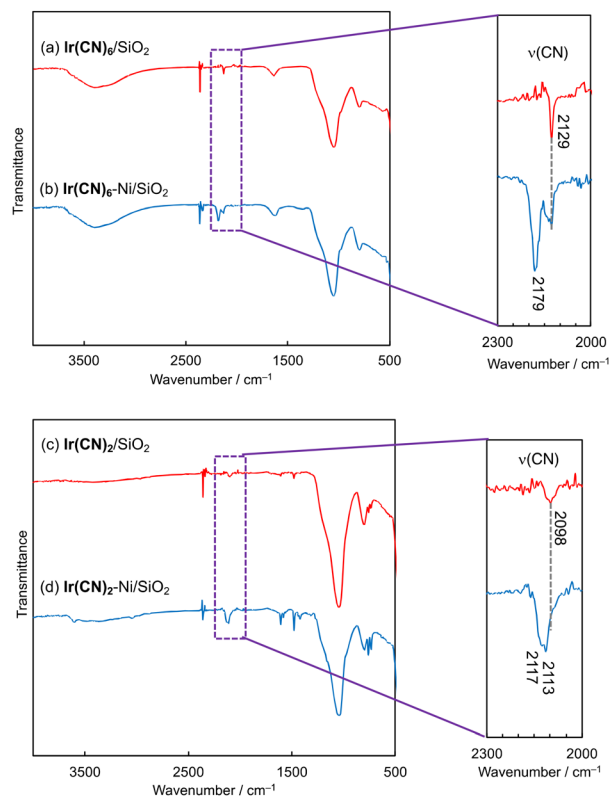 (a) Ir(CN)₆/SiO₂
ν(CN)
2129
Transmittance
(b) Ir(CN)₆-Ni/SiO₂
2179
3500 2500 1500 500
2300 2000
Wavenumber / cm⁻¹
Wavenumber / cm⁻¹
(c) Ir(CN)₂/SiO₂
ν(CN)
2098
Transmittance
(d) Ir(CN)₂-Ni/SiO₂
2117
2113
3500 2500 1500 500
2300 2000
Wavenumber / cm⁻¹
Wavenumber / cm⁻¹